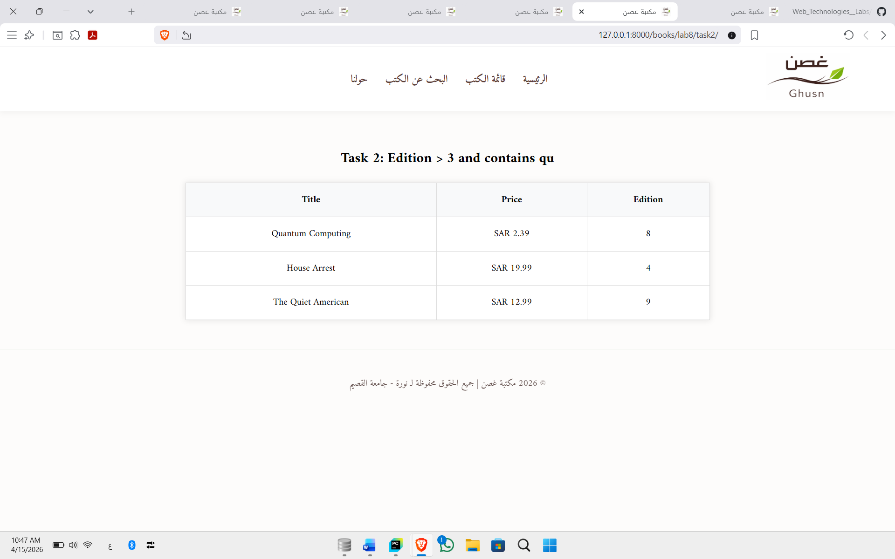 مكتبة غصن
مكتبة غصن
مكتبة غصن
مكتبة غصن
مكتبة غصن
مكتبة غصن
Web_Technologies__Labs
127.0.0.1:8000/books/lab8/task2/
الرئيسية قائمة الكتب البحث عن الكتب حولنا
غصن
Ghusn
Task 2: Edition > 3 and contains qu
Title Price Edition
Quantum Computing SAR 2.39 8
House Arrest SAR 19.99 4
The Quiet American SAR 12.99 9
© 2026 مكتبة غصن | جميع الحقوق محفوظة لـ نورة - جامعة القصيم
10:47 AM
4/15/2026
ع
PC
1